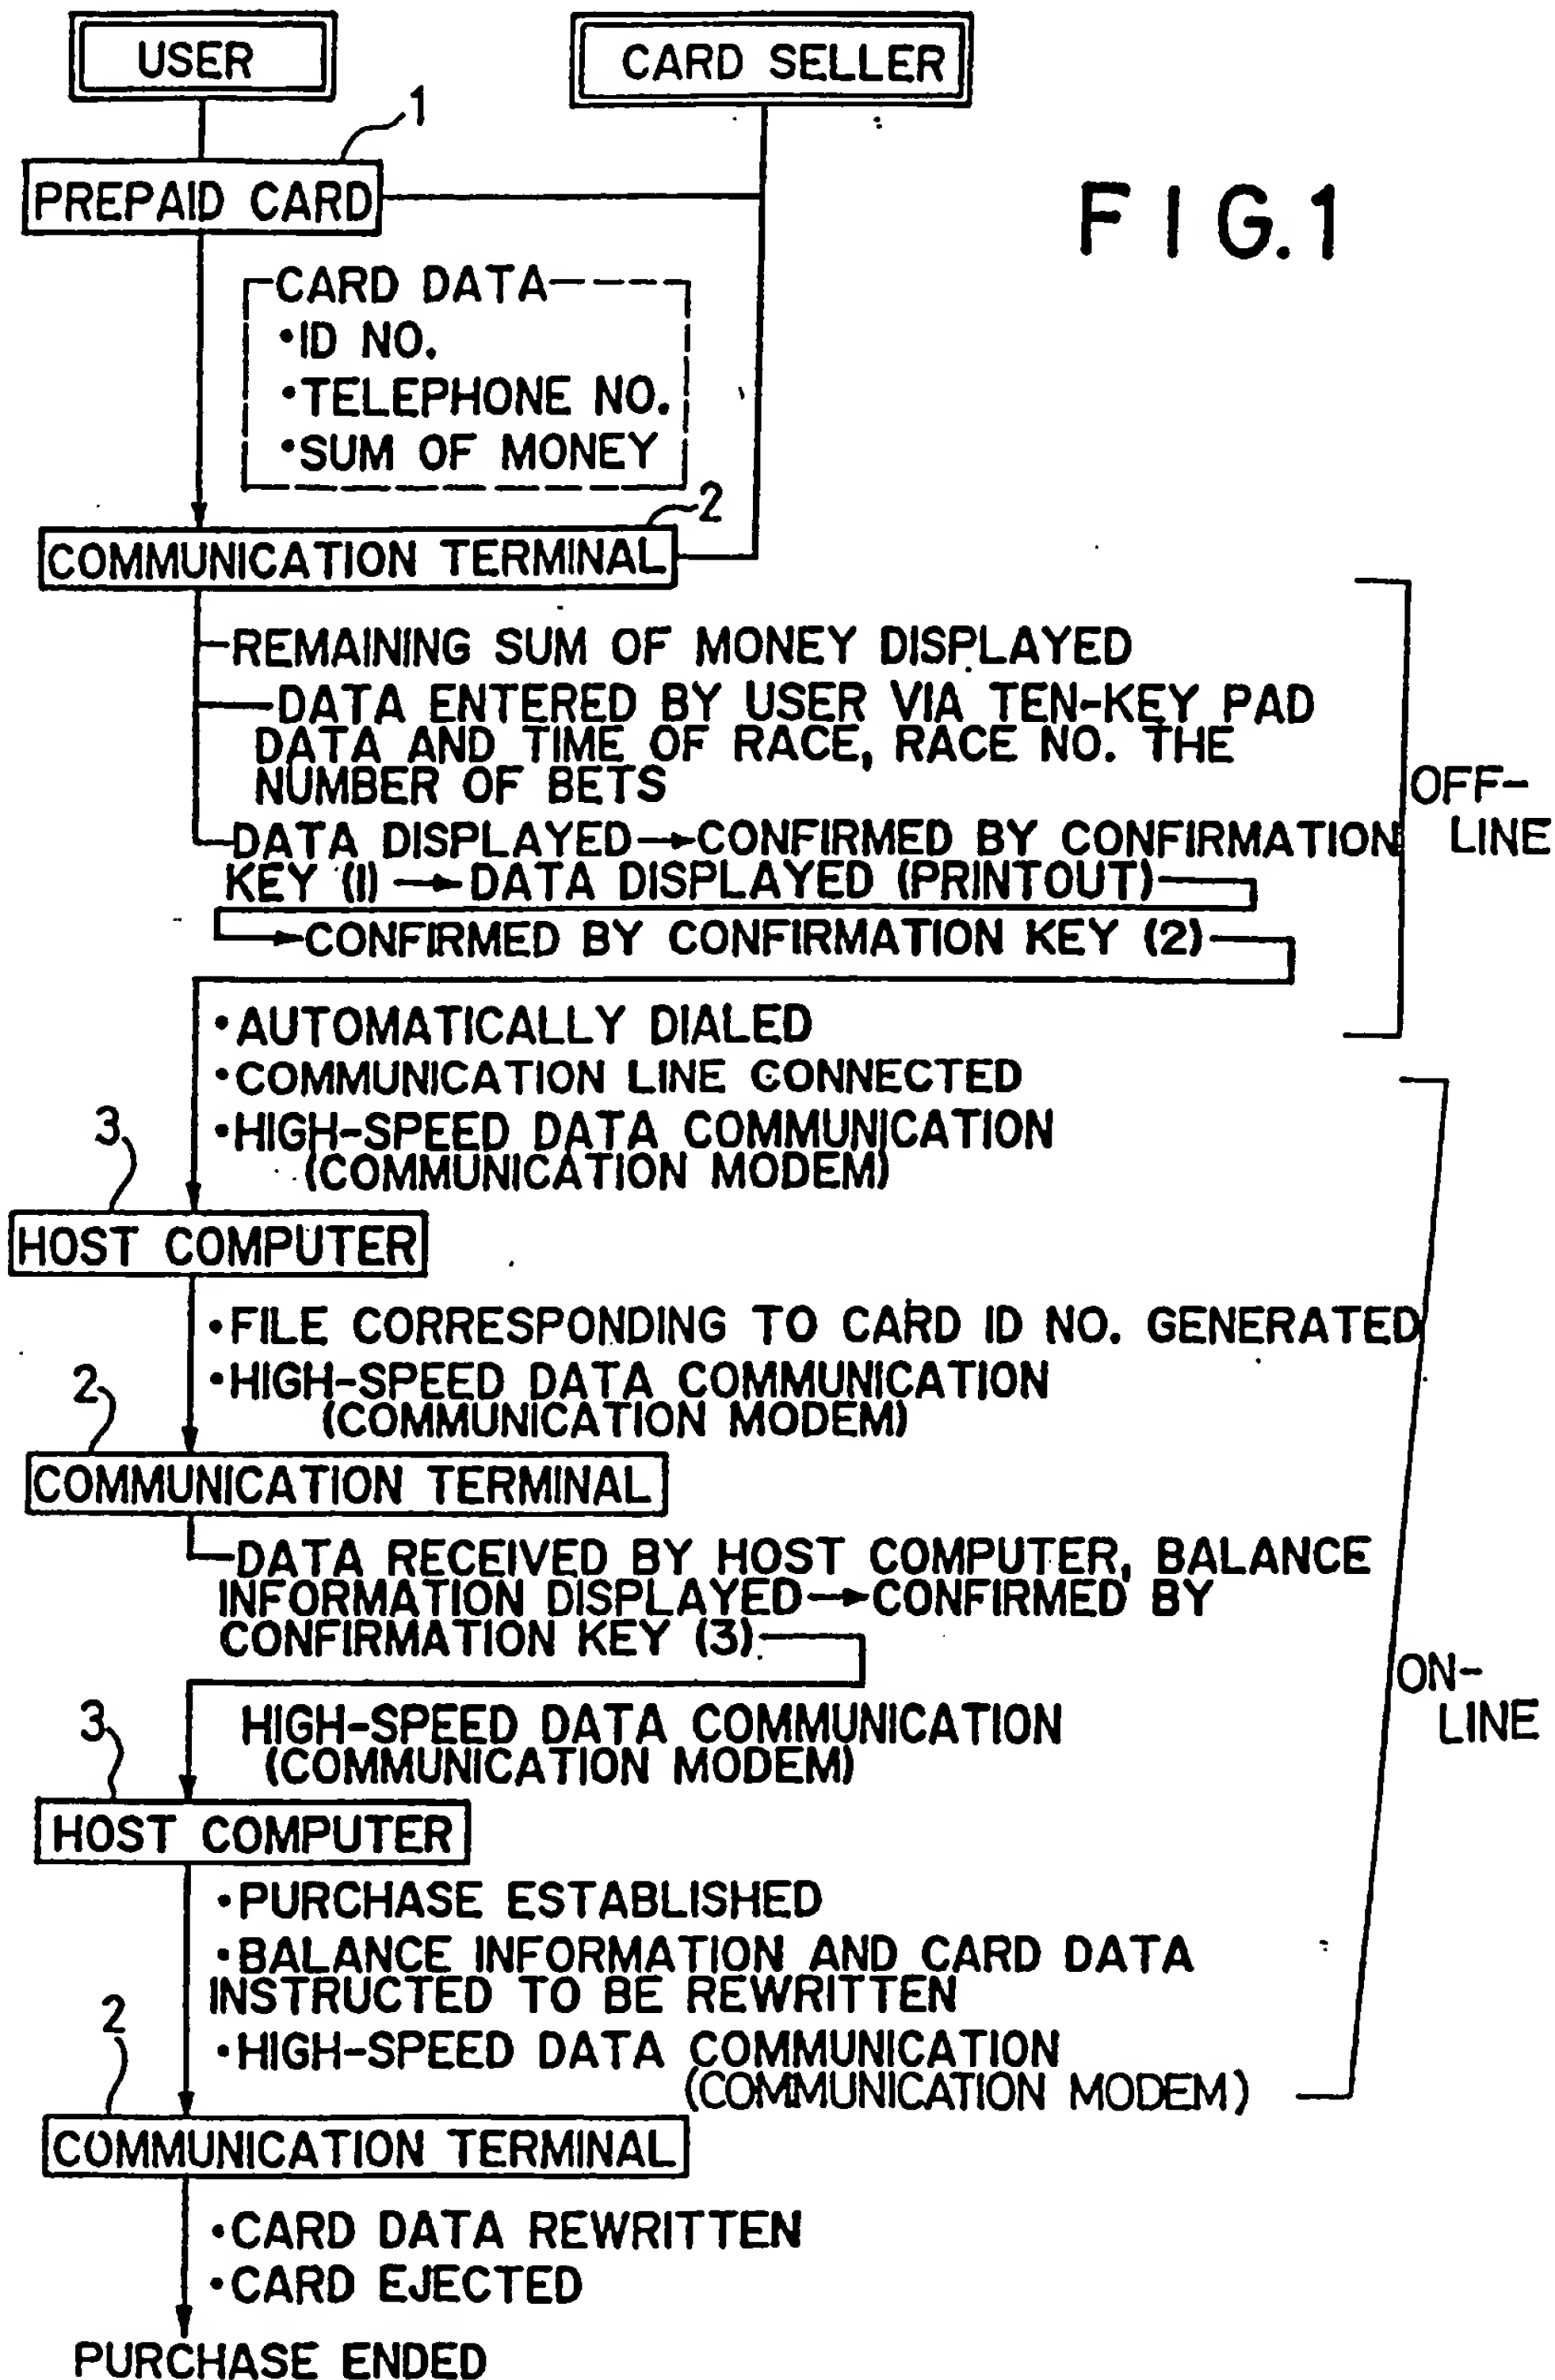 USER
CARD SELLER
1
PREPAID CARD
FIG.1
CARD DATA
•ID NO.
•TELEPHONE NO.
•SUM OF MONEY
2
COMMUNICATION TERMINAL
REMAINING SUM OF MONEY DISPLAYED
DATA ENTERED BY USER VIA TEN-KEY PAD
DATA AND TIME OF RACE, RACE NO. THE
NUMBER OF BETS
OFF-
LINE
DATA DISPLAYED→CONFIRMED BY CONFIRMATION
KEY (1)→DATA DISPLAYED (PRINTOUT)
→CONFIRMED BY CONFIRMATION KEY (2)
•AUTOMATICALLY DIALED
•COMMUNICATION LINE CONNECTED
•HIGH-SPEED DATA COMMUNICATION
(COMMUNICATION MODEM)
3
HOST COMPUTER
•FILE CORRESPONDING TO CARD ID NO. GENERATED
•HIGH-SPEED DATA COMMUNICATION
(COMMUNICATION MODEM)
2
COMMUNICATION TERMINAL
DATA RECEIVED BY HOST COMPUTER, BALANCE
INFORMATION DISPLAYED→CONFIRMED BY
CONFIRMATION KEY (3)
ON-
LINE
HIGH-SPEED DATA COMMUNICATION
(COMMUNICATION MODEM)
3
HOST COMPUTER
•PURCHASE ESTABLISHED
•BALANCE INFORMATION AND CARD DATA
INSTRUCTED TO BE REWRITTEN
•HIGH-SPEED DATA COMMUNICATION
(COMMUNICATION MODEM)
2
COMMUNICATION TERMINAL
•CARD DATA REWRITTEN
•CARD EJECTED
PURCHASE ENDED